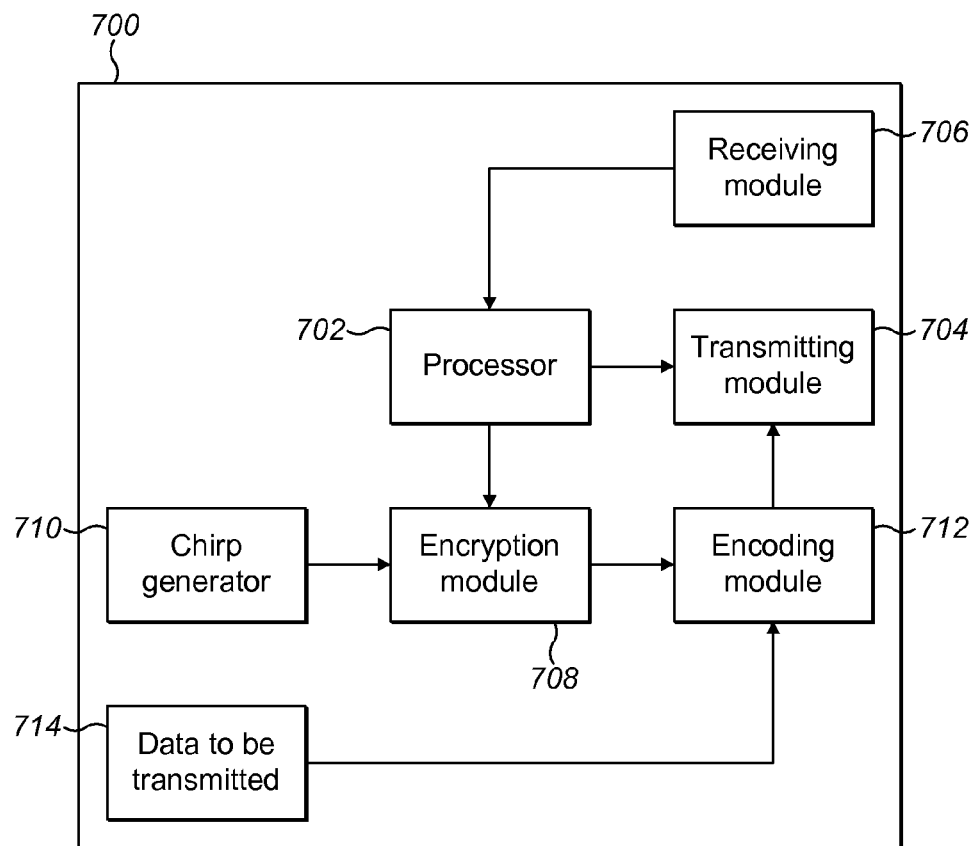 700
Receiving
module
706
702
Processor
Transmitting
module
704
710
Chirp
generator
Encryption
module
708
Encoding
module
712
714
Data to be
transmitted